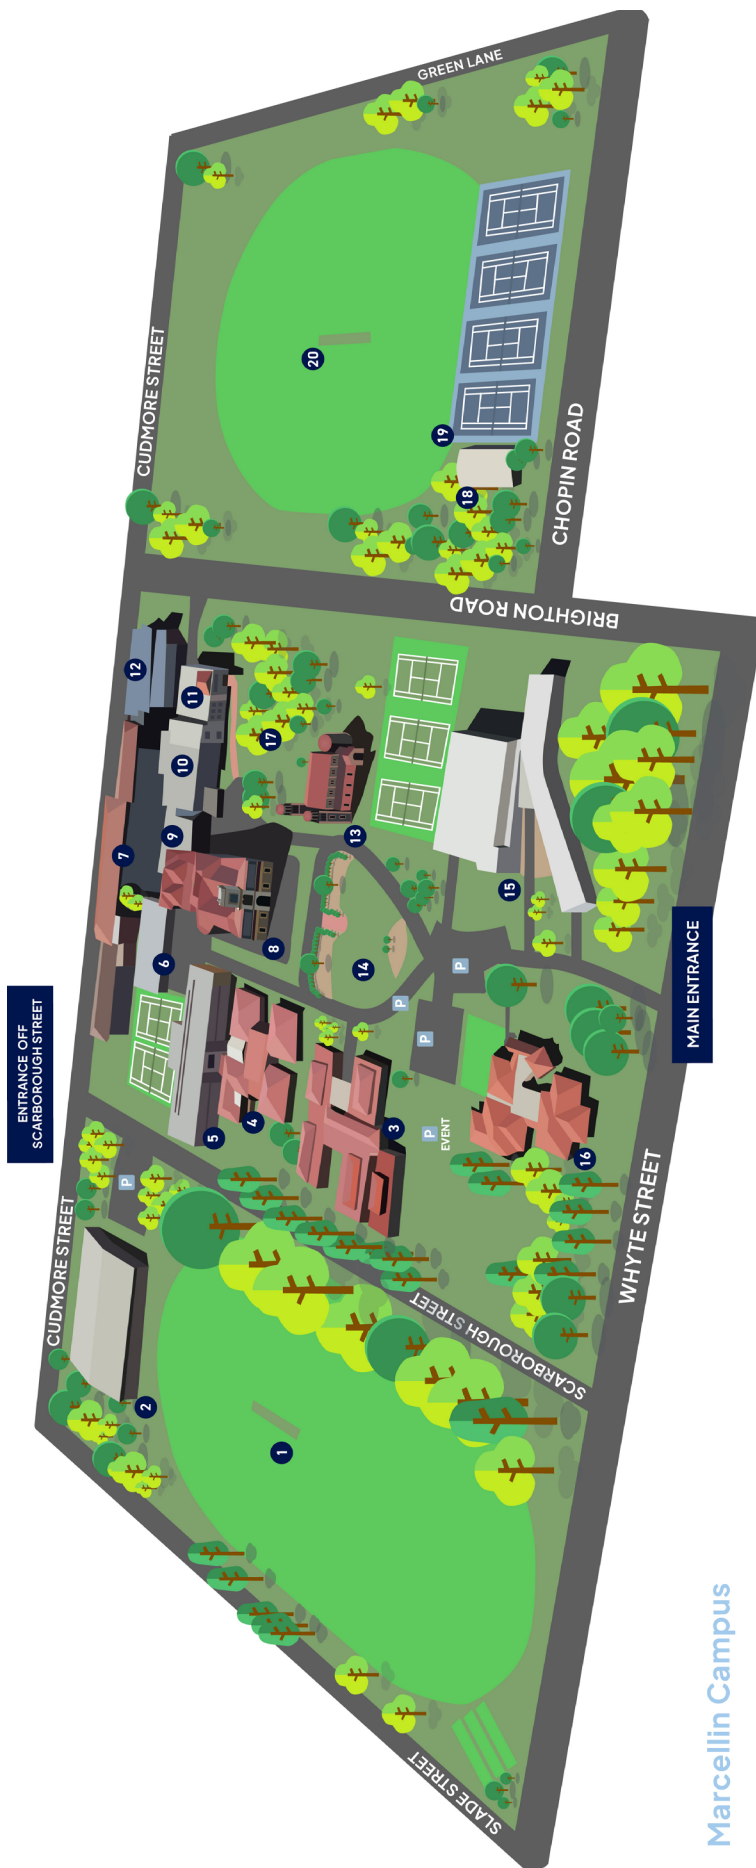 GREEN LANE
CUDMORE STREET
20
19
18
CHOPIN ROAD
BRIGHTON ROAD
12
11
10
17
9
7
13
15
8
6
14
P
P
P
MAIN ENTRANCE
ENTRANCE OFF
SCARBOROUGH STREET
5
4
3
P
EVENT
16
P
CUDMORE STREET
WHYTE STREET
SCARBOROUGH STREET
2
1
SLADE STREET
Marcellin Campus